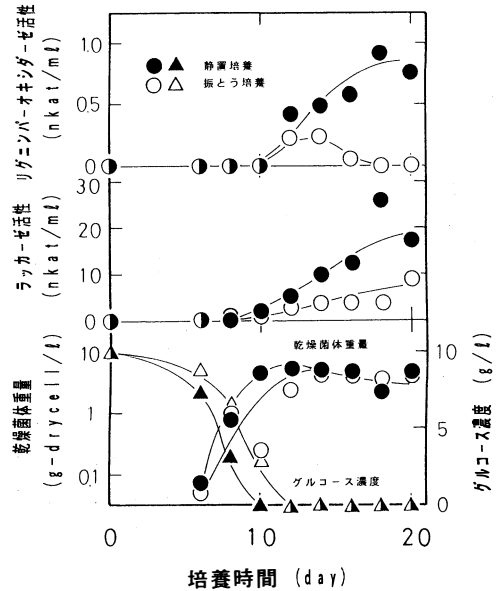 リグニンパーオキシダーゼ活性
(nkat/ml)
1.0
0.5
0
静置培養
振とう培養
ラッカーゼ活性
(nkat/ml)
30
20
10
0
乾燥菌体重量
(g-drycell/l)
10
1
0.1
乾燥菌体重量
グルコース濃度
10
5
0
グルコース濃度 (g/l)
0
10
20
培養時間 (day)